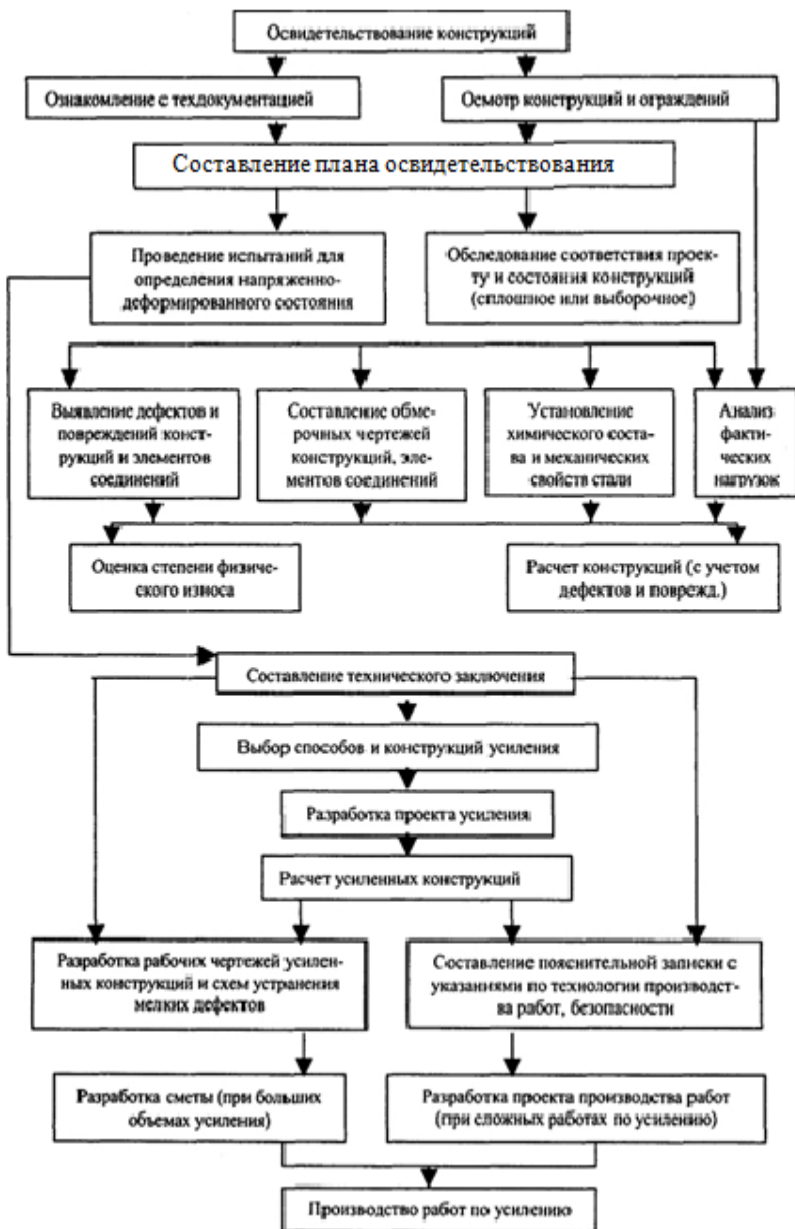 Освидетельствование конструкций
Ознакомление с техдокументацией
Осмотр конструкций и ограждений
Составление плана освидетельствования
Проведение испытаний для
определения напряженно-
деформированного состояния
Обследование соответствия проек-
ту и состояния конструкций
(сплошное или выборочное)
Выявление дефектов и
повреждений конст-
рукций и элементов
соединений
Составление обме-
рочных чертежей
конструкций, эле-
ментов соединений
Установление
химического соста-
ва и механических
свойств стали
Анализ
факти-
ческих
нагрузок
Оценка степени физиче-
ского износа
Расчет конструкций (с учетом
дефектов и поврежд.)
Составление технического заключения
Выбор способов и конструкций усиления
Разработка проекта усиления
Расчет усиленных конструкций
Разработка рабочих чертежей усилен-
ных конструкций и схем устранения
мелких дефектов
Составление пояснительной записки с
указаниями по технологии производст-
ва работ, безопасности
Разработка сметы (при больших
объемах усиления)
Разработка проекта производства работ
(при сложных работах по усилению)
Производство работ по усилению